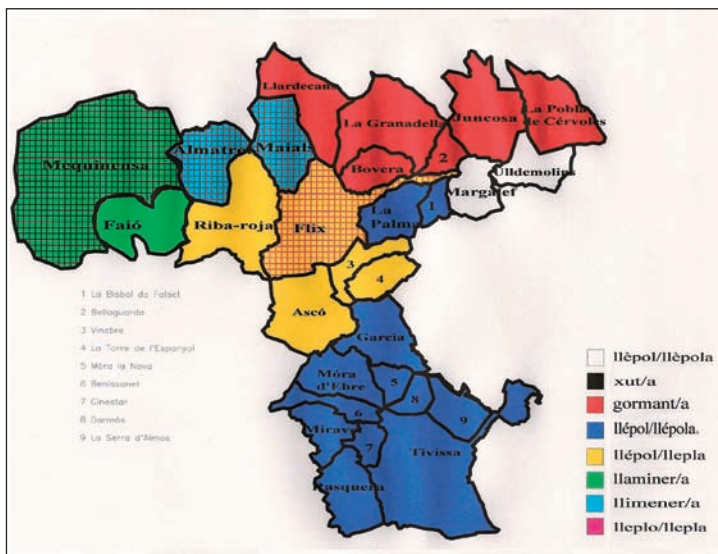 Llardecans
La Granadella
Juncosa
La Pobla
de Cérvoles
Mequinensa
Almatret
Maials
Bovera
2
Ulldemolins
Margalef
Faió
Riba-roja
Flix
La
Palma
1
3
4
Ascó
Garcia
Móra
d'Ebre
5
8
6
9
Miravet
7
Tivissa
Rasquera
1 La Bisbal de Falset
2 Bellaguarda
3 Vinebre
4 La Torre de l'Espanyol
5 Móra la Nova
6 Benissanet
7 Ginestar
8 Darmós
9 La Serra d'Almos
llèpol/llèpola
xut/a
gormant/a
llépol/llépola.
llépol/llepla
llaminer/a
llimener/a
lleplo/llepla